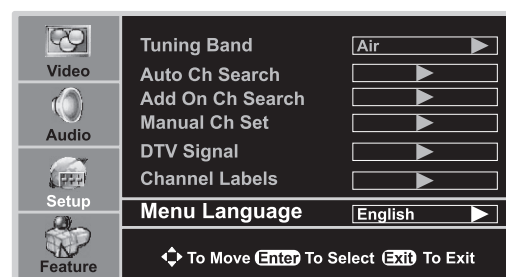 Video
Audio
Setup
Feature
Tuning Band Air
Auto Ch Search
Add On Ch Search
Manual Ch Set
DTV Signal
Channel Labels
Menu Language English
To Move Enter To Select Exit To Exit